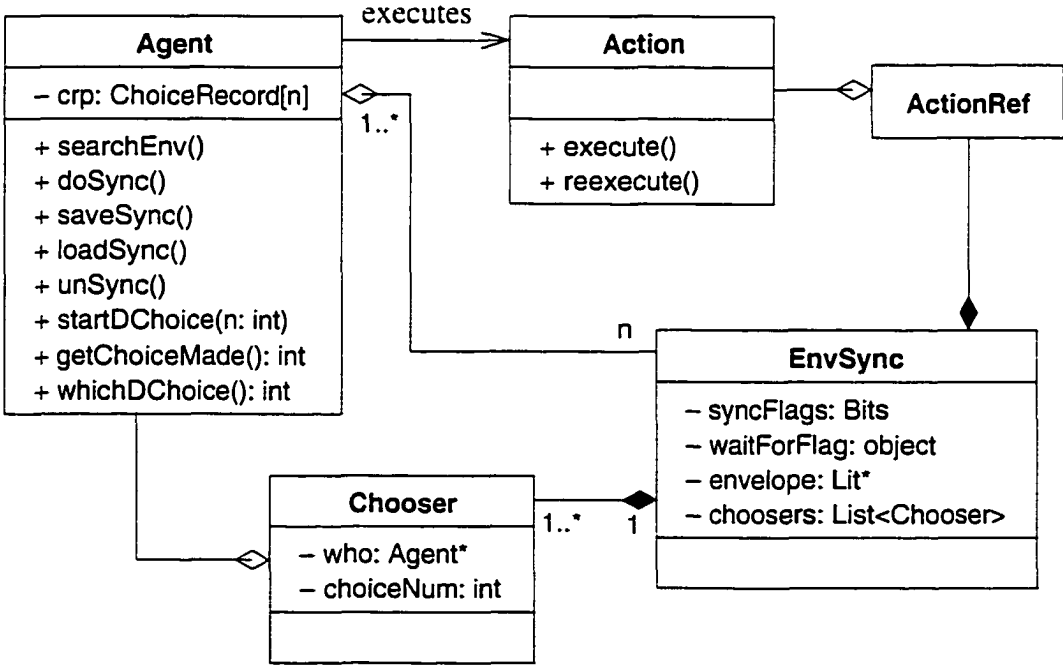 executes
Agent
– crp: ChoiceRecord[n]
+ searchEnv()
+ doSync()
+ saveSync()
+ loadSync()
+ unSync()
+ startDChoice(n: int)
+ getChoiceMade(): int
+ whichDChoice(): int
1..*
Action
+ execute()
+ reexecute()
ActionRef
n
EnvSync
– syncFlags: Bits
– waitForFlag: object
– envelope: Lit*
– choosers: List<Chooser>
Chooser
– who: Agent*
– choiceNum: int
1..*
1